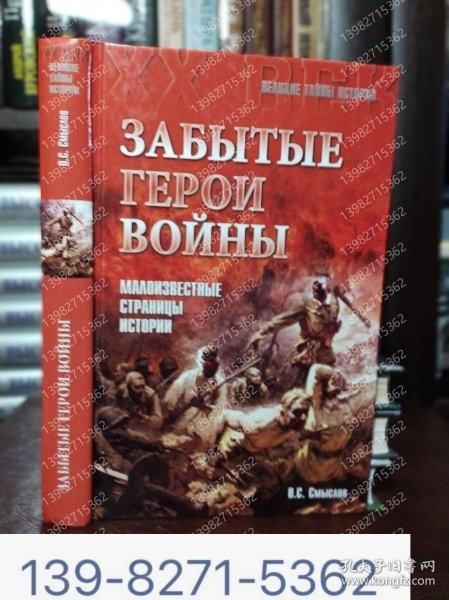 XX ВЕК
ВЕЛИКИЕ ТАЙНЫ ИСТОРИИ
ЗАБЫТЫЕ
ГЕРОИ
ВОЙНЫ
МАЛОИЗВЕСТНЫЕ
СТРАНИЦЫ
ИСТОРИИ
О.С. Смыслов
ВЕЛИКИЕ
ТАЙНЫ
ИСТОРИИ
О.С. Смыслов
ЗАБЫТЫЕ ГЕРОИ ВОЙНЫ
13982715362
139-8271-5362
孔夫子旧书网
www.kongfz.com